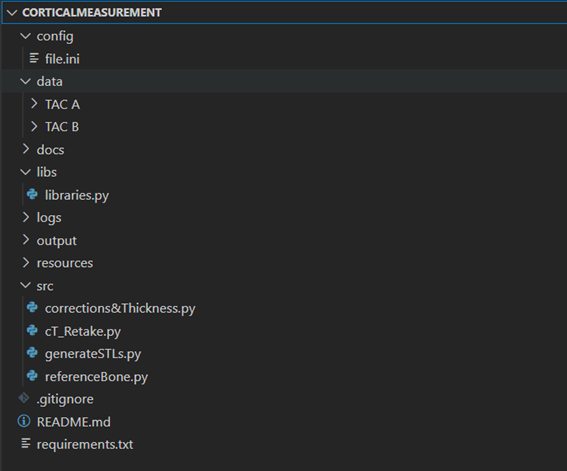 CORTICALMEASUREMENT
config
file.ini
data
TAC A
TAC B
docs
libs
libraries.py
logs
output
resources
src
corrections&Thickness.py
cT_Retake.py
generateSTLs.py
referenceBone.py
.gitignore
README.md
requirements.txt